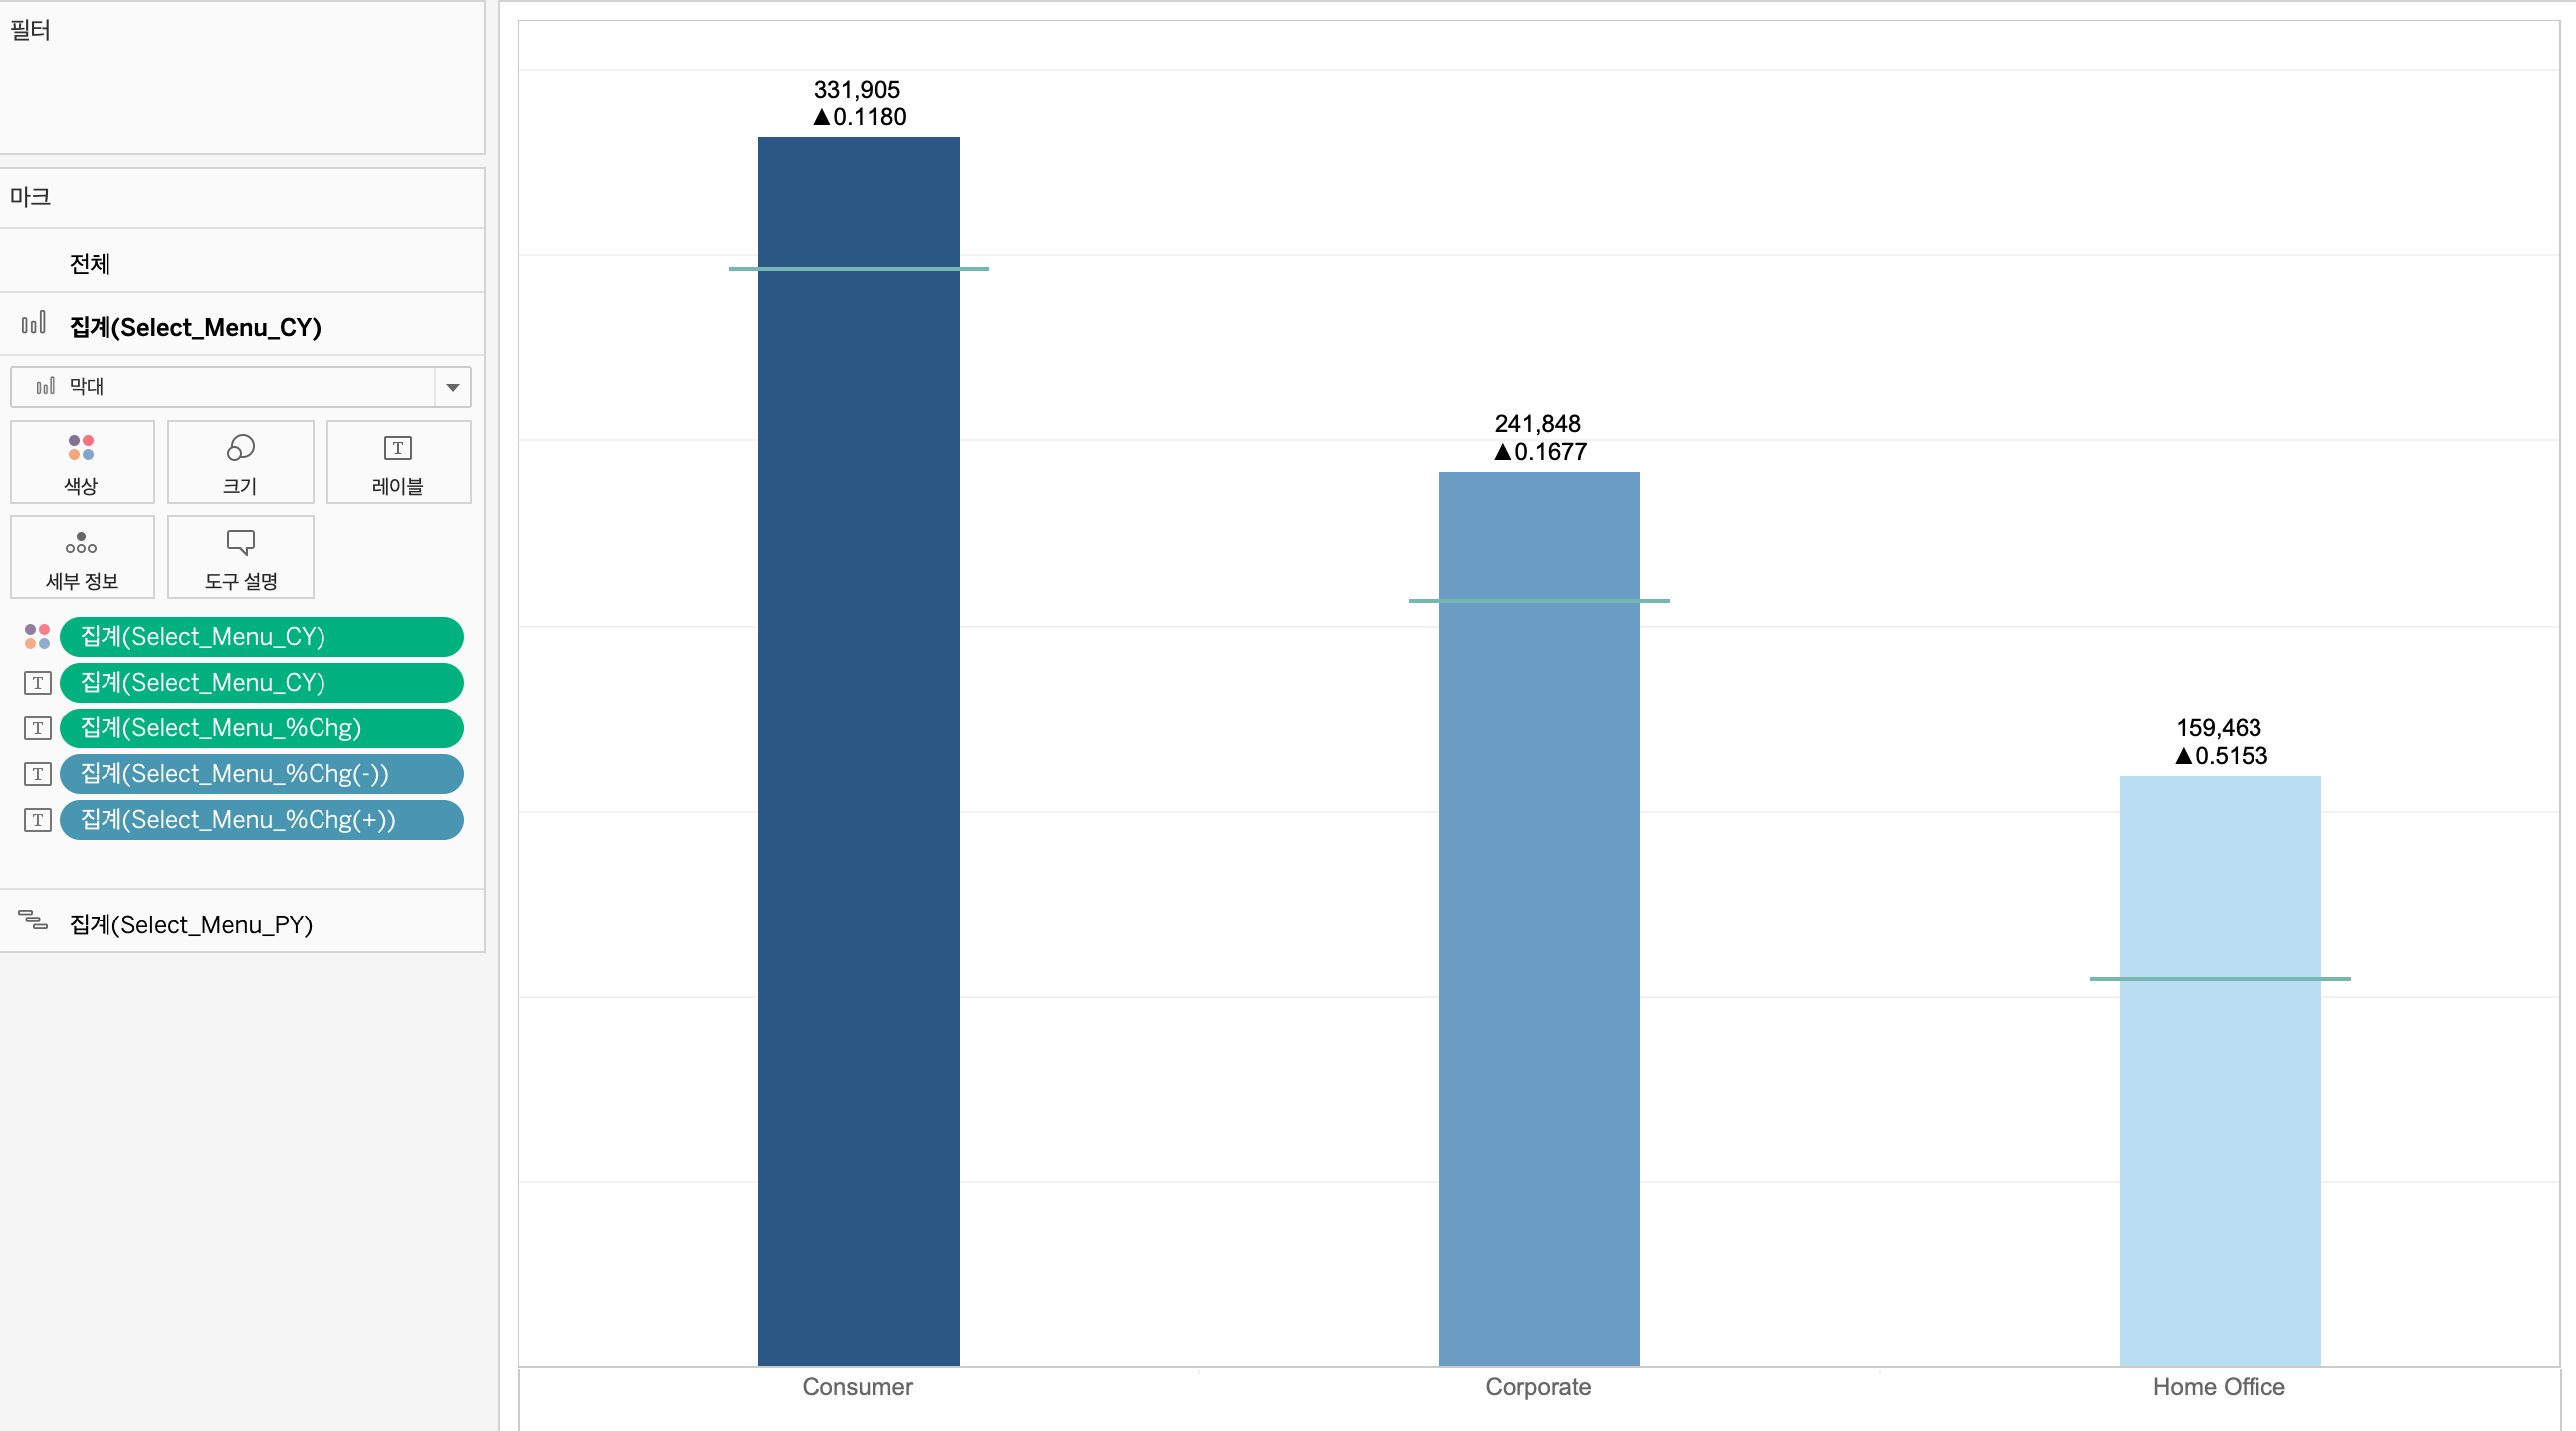 필터
마크
전체
집계(Select_Menu_CY)
막대
색상
크기
T
레이블
세부 정보
도구 설명
집계(Select_Menu_CY)
T 집계(Select_Menu_CY)
T 집계(Select_Menu_%Chg)
T 집계(Select_Menu_%Chg(-))
T 집계(Select_Menu_%Chg(+))
집계(Select_Menu_PY)
331,905
▲0.1180
241,848
▲0.1677
159,463
▲0.5153
Consumer
Corporate
Home Office